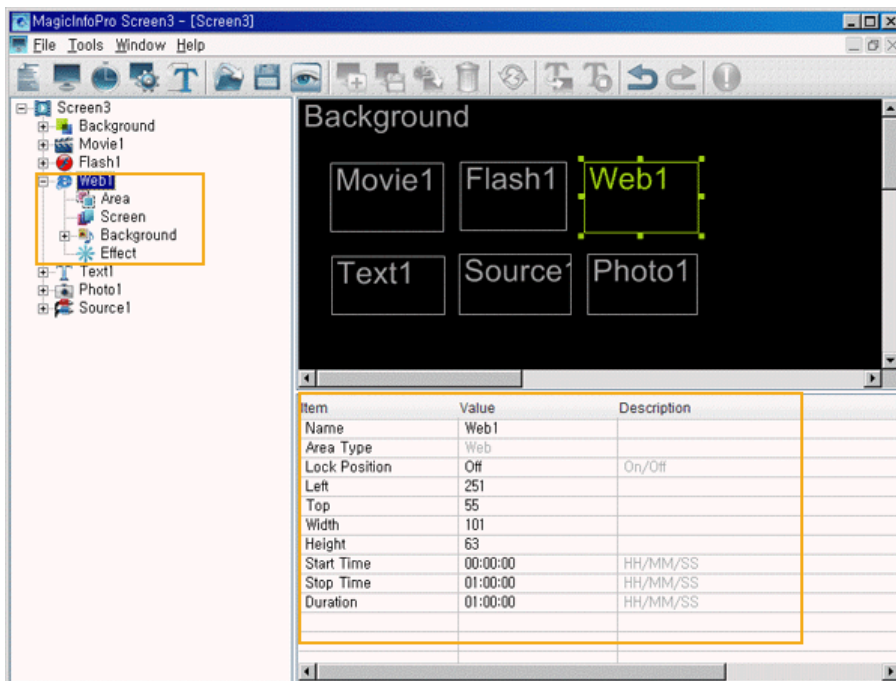 MagicInfoPro Screen3 - [Screen3]
File Tools Window Help
Screen3
Background
Movie1
Flash1
Web1
Area
Screen
Background
Effect
Text1
Photo1
Source1
Background
Movie1 Flash1 Web1
Text1 Source1 Photo1
Item Value Description
Name Web1
Area Type Web
Lock Position Off On/Off
Left 251
Top 55
Width 101
Height 63
Start Time 00:00:00 HH/MM/SS
Stop Time 01:00:00 HH/MM/SS
Duration 01:00:00 HH/MM/SS